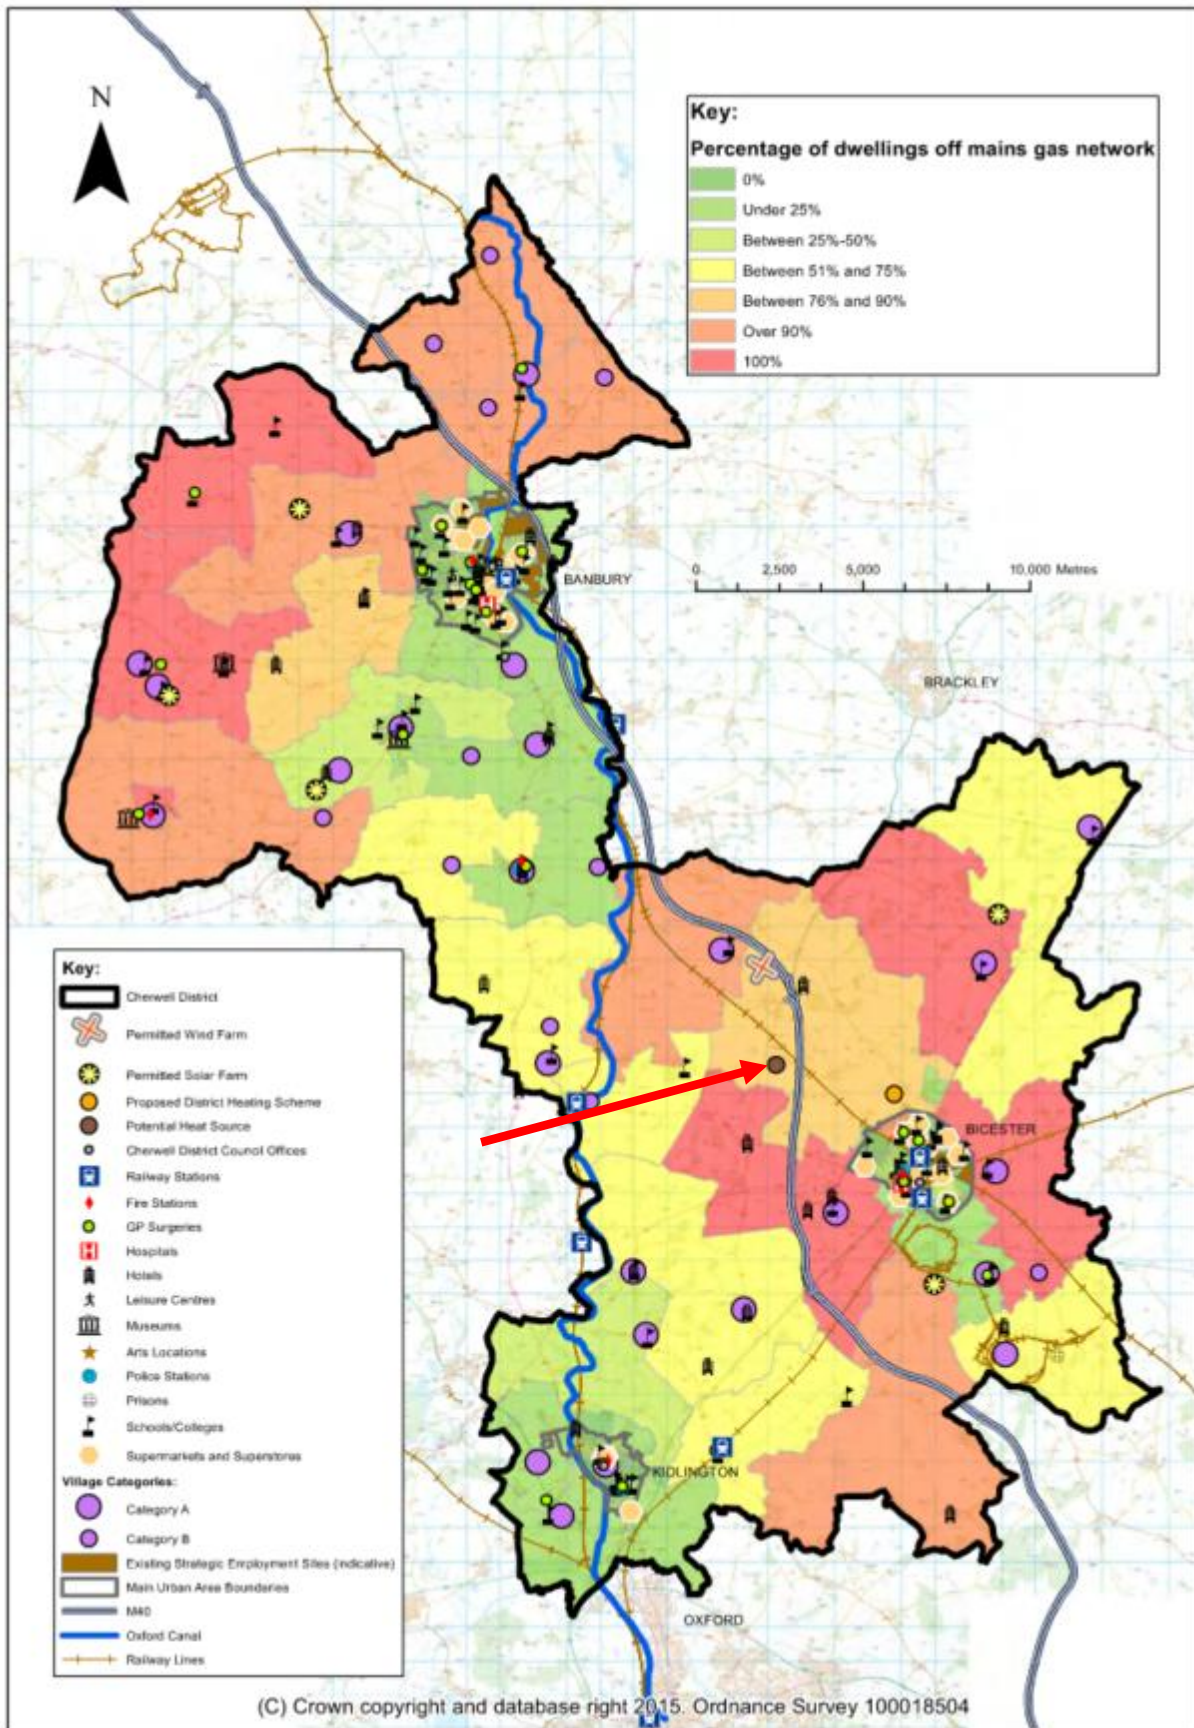 N
Key:
Percentage of dwellings off mains gas network
0%
Under 25%
Between 25%-50%
Between 51% and 75%
Between 76% and 90%
Over 90%
100%
BANBURY
0
2,500
5,000
10,000 Metres
BRACKLEY
Key:
Cherwell District
Permitted Wind Farm
Permitted Solar Farm
Proposed District Heating Scheme
Potential Heat Source
Cherwell District Council Offices
Railway Stations
Fire Stations
GP Surgeries
Hospitals
Hotels
Leisure Centres
Museums
Arts Locations
Police Stations
Prisons
Schools/Colleges
Supermarkets and Superstores
Village Categories:
Category A
Category B
Existing Strategic Employment Sites (indicative)
Main Urban Area Boundaries
M40
Oxford Canal
Railway Lines
BICESTER
KIDLINGTON
OXFORD
(C) Crown copyright and database right 2015. Ordnance Survey 100018504